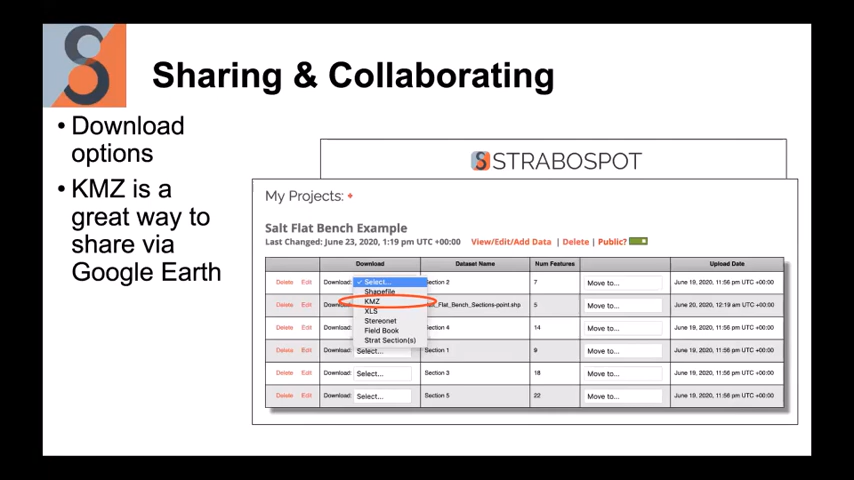 Sharing & Collaborating
• Download
options
• KMZ is a
great way to
share via
Google Earth
STRABOSPOT
My Projects: +
Salt Flat Bench Example
Last Changed: June 23, 2020, 1:19 pm UTC +00:00 View/Edit/Add Data | Delete | Public?
Download Dataset Name Num Features Upload Date
Delete Edit Download: ✓ Select... Section 2 7 Move to... June 19, 2020, 11:56 pm UTC +00:00
Shapefile
KMZ
Delete Edit Download: _Flat_Bench_Sections-point.shp 5 Move to... June 20, 2020, 12:19 am UTC +00:00
XLS
Stereonet
Delete Edit Download: Section 4 14 Move to... June 19, 2020, 11:56 pm UTC +00:00
Field Book
Strat Section(s)
Delete Edit Download: Select... Section 1 9 Move to... June 19, 2020, 11:56 pm UTC +00:00
Delete Edit Download: Select... Section 3 18 Move to... June 19, 2020, 11:56 pm UTC +00:00
Delete Edit Download: Select... Section 5 22 Move to... June 19, 2020, 11:56 pm UTC +00:00